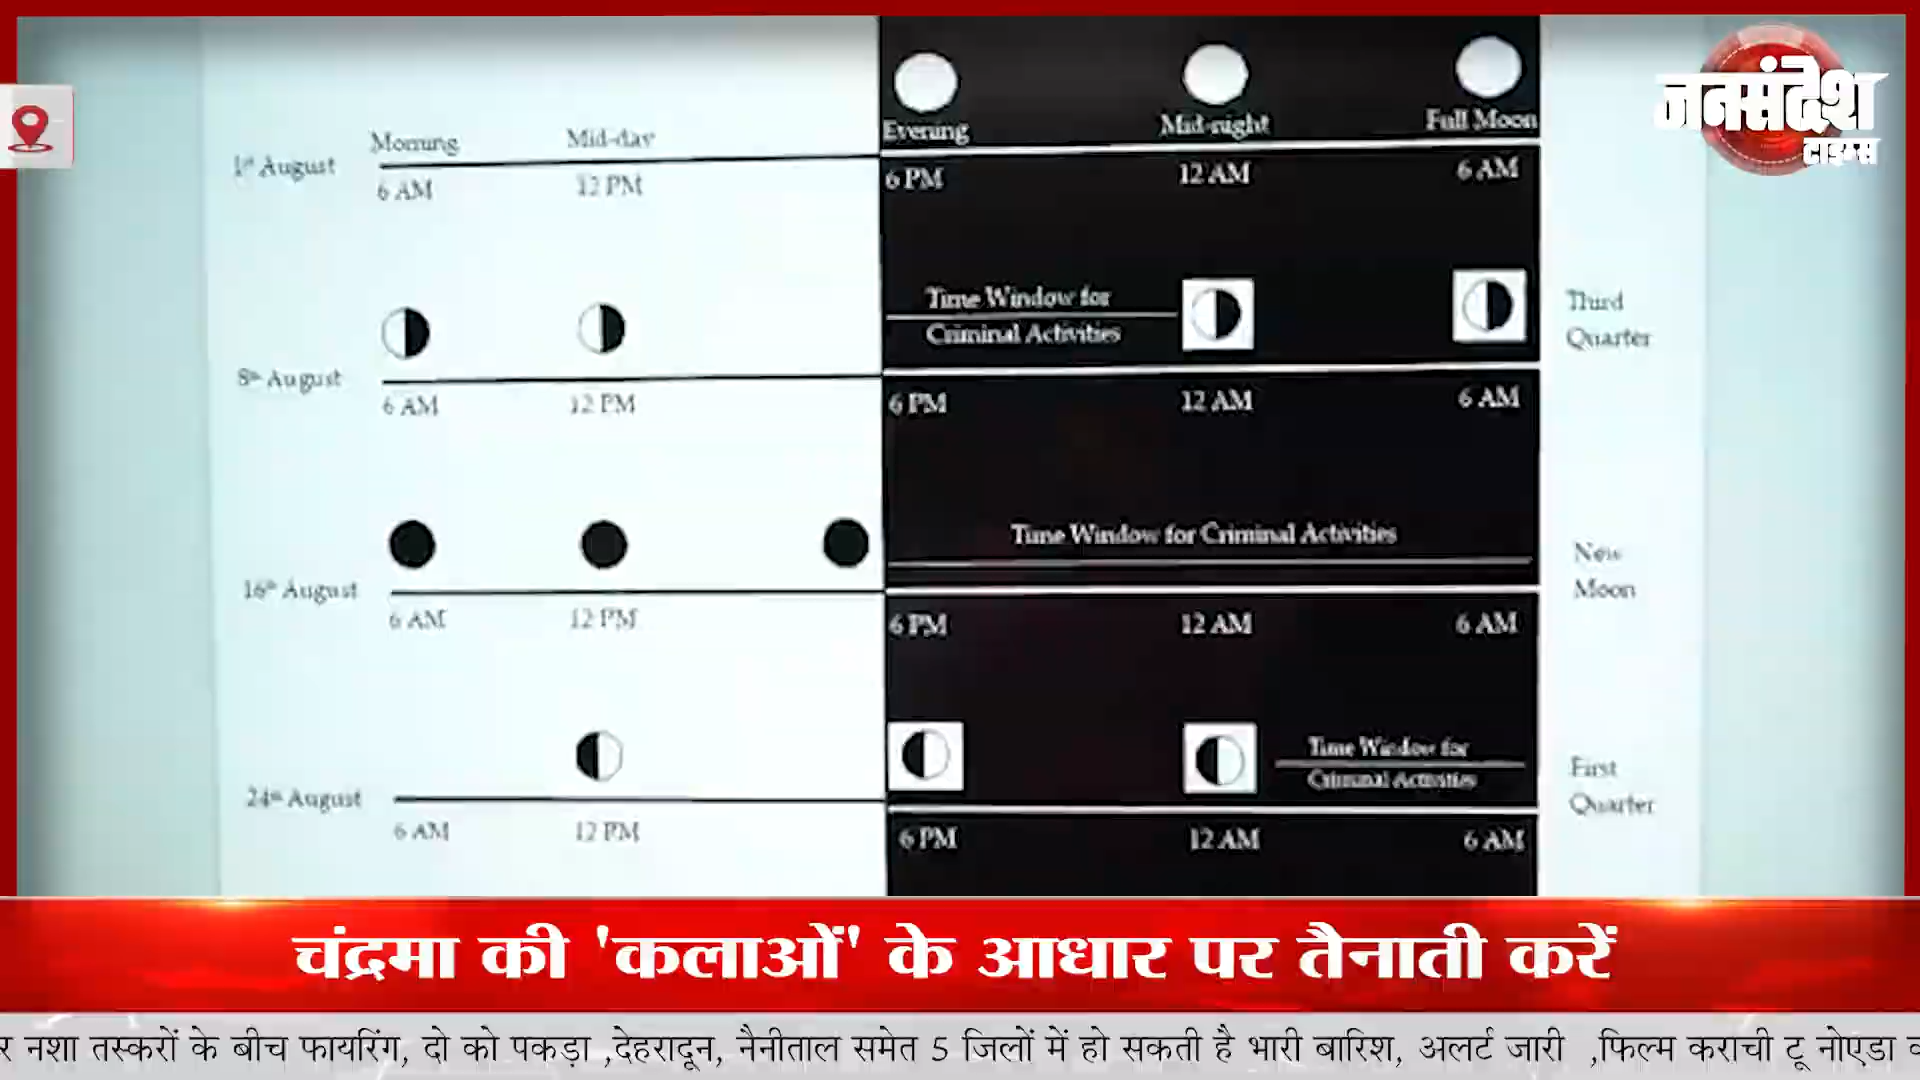 जनसंदेश
टाइम्स
Morning Mid-day Evening Mid-night Full Moon
1st August
6 AM 12 PM 6 PM 12 AM 6 AM
Time Window for
Criminal Activities
Third
Quarter
8th August
6 AM 12 PM 6 PM 12 AM 6 AM
Time Window for Criminal Activities
New
Moon
16th August
6 AM 12 PM 6 PM 12 AM 6 AM
Time Window for
Criminal Activities
First
Quarter
24th August
6 AM 12 PM 6 PM 12 AM 6 AM
चंद्रमा की 'कलाओं' के आधार पर तैनाती करें
र नशा तस्करों के बीच फायरिंग, दो को पकड़ा ,देहरादून, नैनीताल समेत 5 जिलों में हो सकती है भारी बारिश, अलर्ट जारी ,फिल्म कराची टू नोएडा